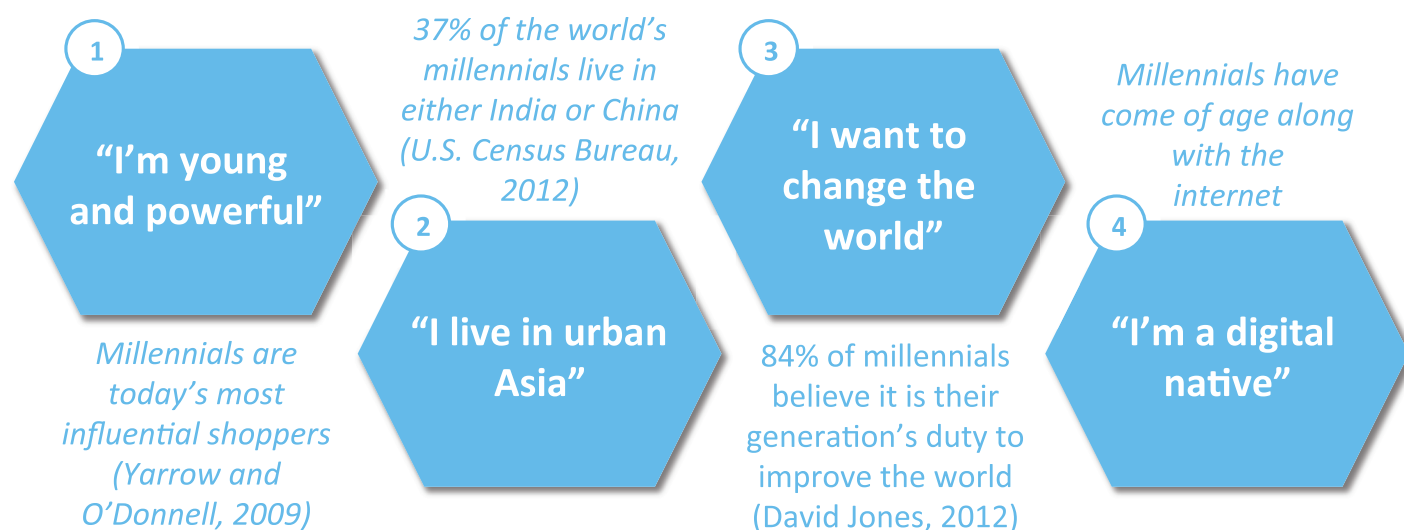 1
“I’m young
and powerful”
Millennials are
today’s most
influential shoppers
(Yarrow and
O’Donnell, 2009)
37% of the world’s
millennials live in
either India or China
(U.S. Census Bureau,
2012)
2
“I live in urban
Asia”
3
“I want to
change the
world”
84% of millennials
believe it is their
generation’s duty to
improve the world
(David Jones, 2012)
Millennials have
come of age along
with the
internet
4
“I’m a digital
native”